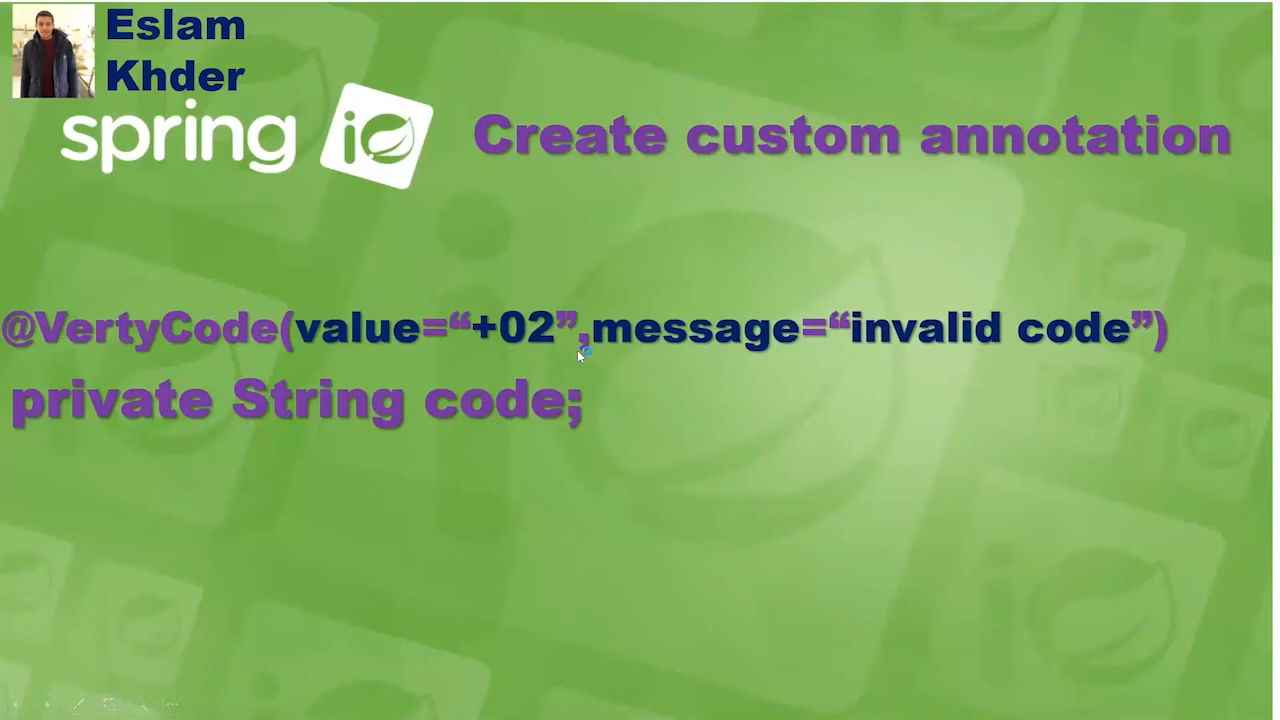 Eslam
Khder
spring
Create custom annotation
@VertyCode(value=“+02”,message=“invalid code”)
private String code;